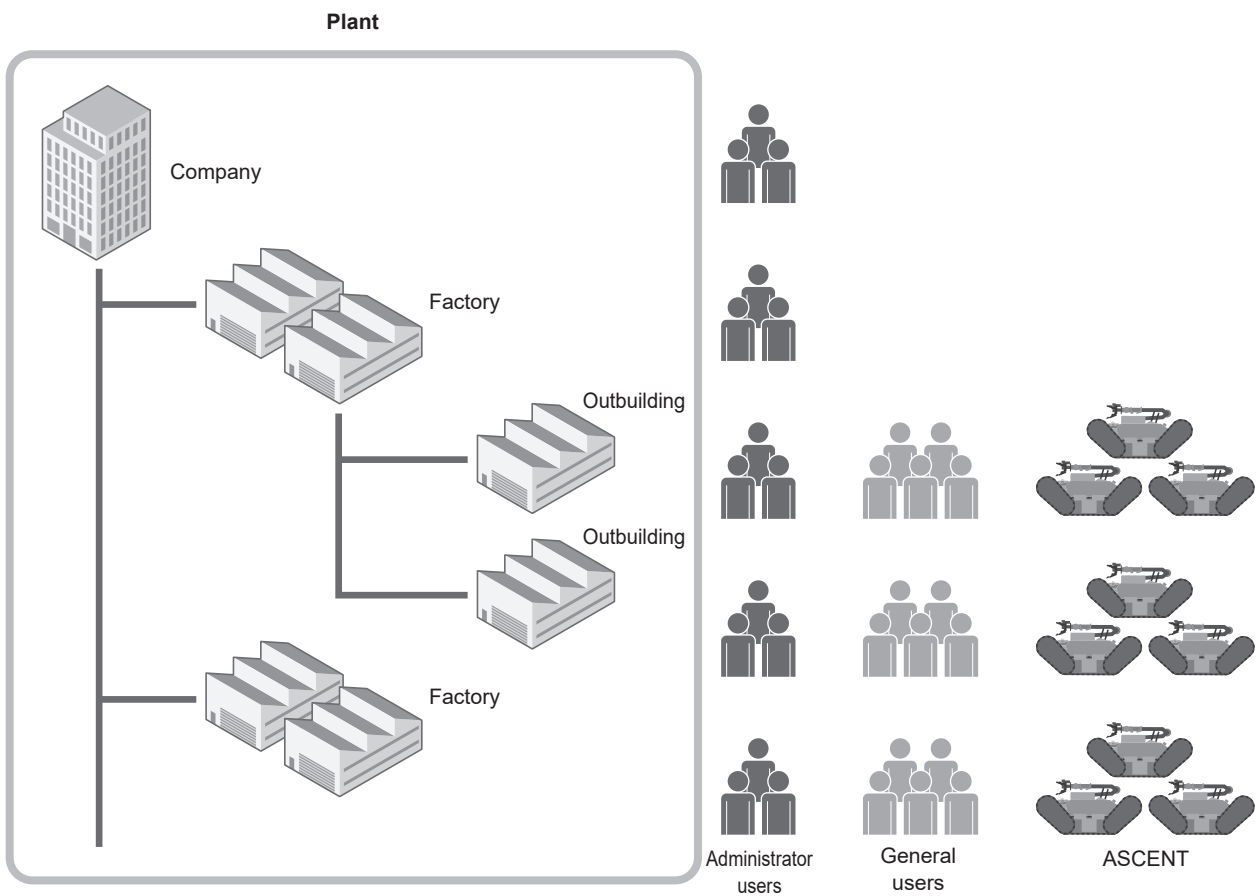 Plant
Company
Factory
Outbuilding
Outbuilding
Factory
Administrator
users
General
users
ASCENT